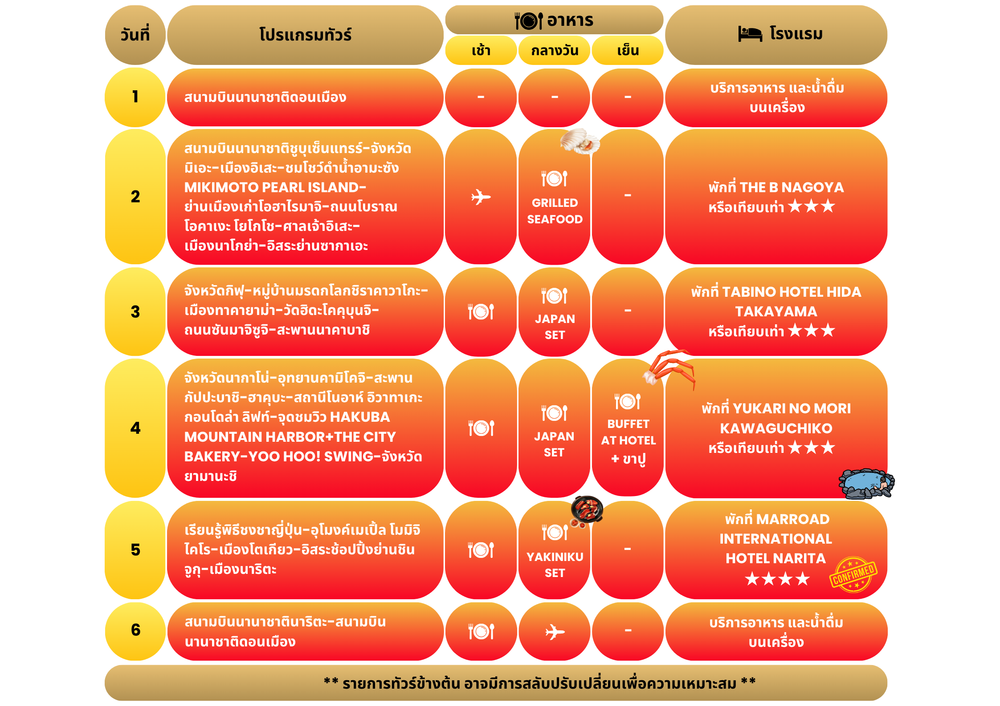 วันที่
โปรแกรมทัวร์
อาหาร
เช้า
กลางวัน
เย็น
โรงแรม
1
สนามบินนานาชาติดอนเมือง
-
-
-
บริการอาหาร และน้ำดื่ม
บนเครื่อง
2
สนามบินนานาชาติชูบุเซ็นแทรร์-จังหวัด
มิเอะ-เมืองอิเสะ-ชมโชว์ดำน้ำอามะซัง
MIKIMOTO PEARL ISLAND-
ย่านเมืองเก่าโอฮาไรมาจิ-ถนนโบราณ
โอคาเงะ โยโกโช-ศาลเจ้าอิเสะ-
เมืองนาโกย่า-อิสระย่านซากาเอะ
GRILLED
SEAFOOD
-
พักที่ THE B NAGOYA
หรือเทียบเท่า ★★★
3
จังหวัดกิฟุ-หมู่บ้านมรดกโลกชิราคาวาโกะ-
เมืองทาคายาม่า-วัดฮิดะโคคุบุนจิ-
ถนนซันมาจิซูจิ-สะพานนาคาบาชิ
JAPAN
SET
-
พักที่ TABINO HOTEL HIDA
TAKAYAMA
หรือเทียบเท่า ★★★
4
จังหวัดนากาโน่-อุทยานคามิโคจิ-สะพาน
กัปปะบาชิ-ฮาคุบะ-สถานีโนอาห์ อิวาทาเกะ
กอนโดล่า ลิฟท์-จุดชมวิว HAKUBA
MOUNTAIN HARBOR+THE CITY
BAKERY-YOO HOO! SWING-จังหวัด
ยามานะชิ
JAPAN
SET
BUFFET
AT HOTEL
+ ขาปู
พักที่ YUKARI NO MORI
KAWAGUCHIKO
หรือเทียบเท่า ★★★
5
เรียนรู้พิธีชงชาญี่ปุ่น-อุโมงค์เมเปิ้ล โมมิจิ
ไคโร-เมืองโตเกียว-อิสระช้อปปิ้งย่านชิน
จูกุ-เมืองนาริตะ
YAKINIKU
SET
-
พักที่ MARROAD
INTERNATIONAL
HOTEL NARITA
★★★★
CONFIRMED
6
สนามบินนานาชาตินาริตะ-สนามบิน
นานาชาติดอนเมือง
-
บริการอาหาร และน้ำดื่ม
บนเครื่อง
** รายการทัวร์ข้างต้น อาจมีการสลับปรับเปลี่ยนเพื่อความเหมาะสม **